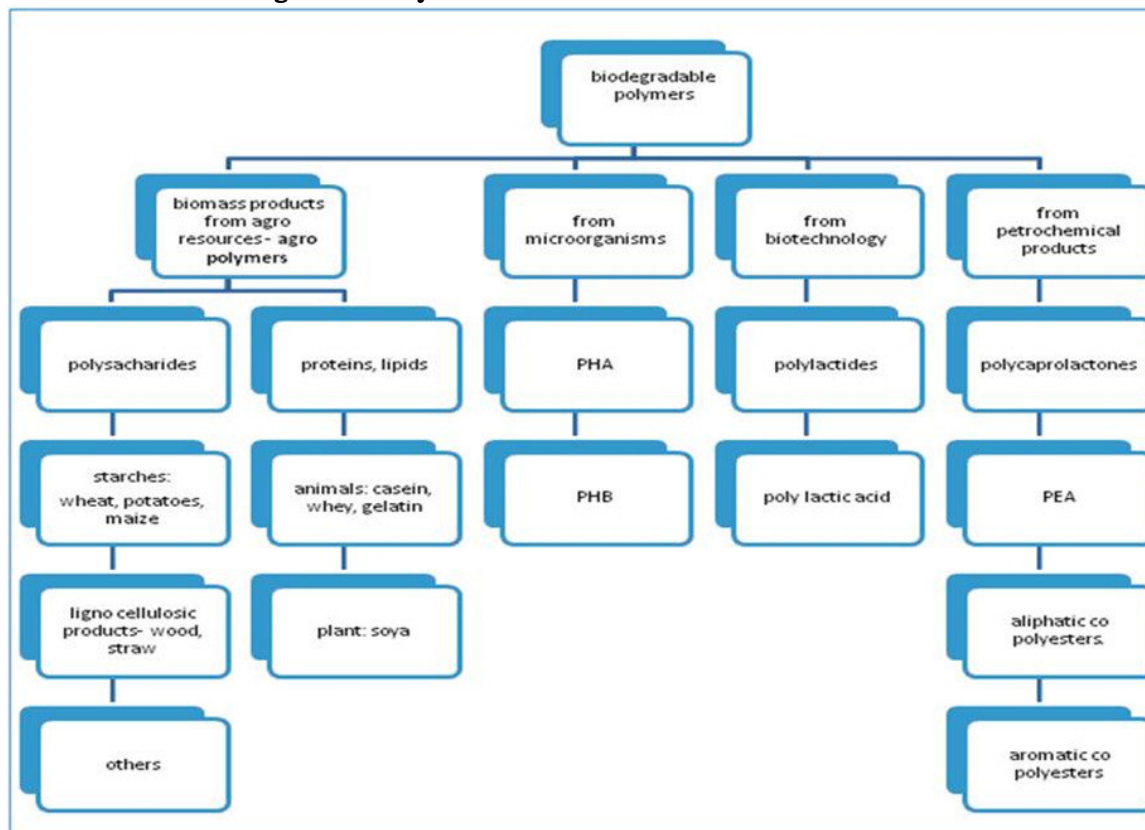 biodegradable
polymers
biomass products
from agro
resources- agro
polymers
from
microorganisms
from
biotechnology
from
petrochemical
products
polysacharides
proteins, lipids
PHA
polylactides
polycaprolactones
starches:
wheat, potatoes,
maize
animals: casein,
whey, gelatin
PHB
poly lactic acid
PEA
ligno cellulosic
products- wood,
straw
plant: soya
aliphatic co
polyesters.
others
aromatic co
polyesters